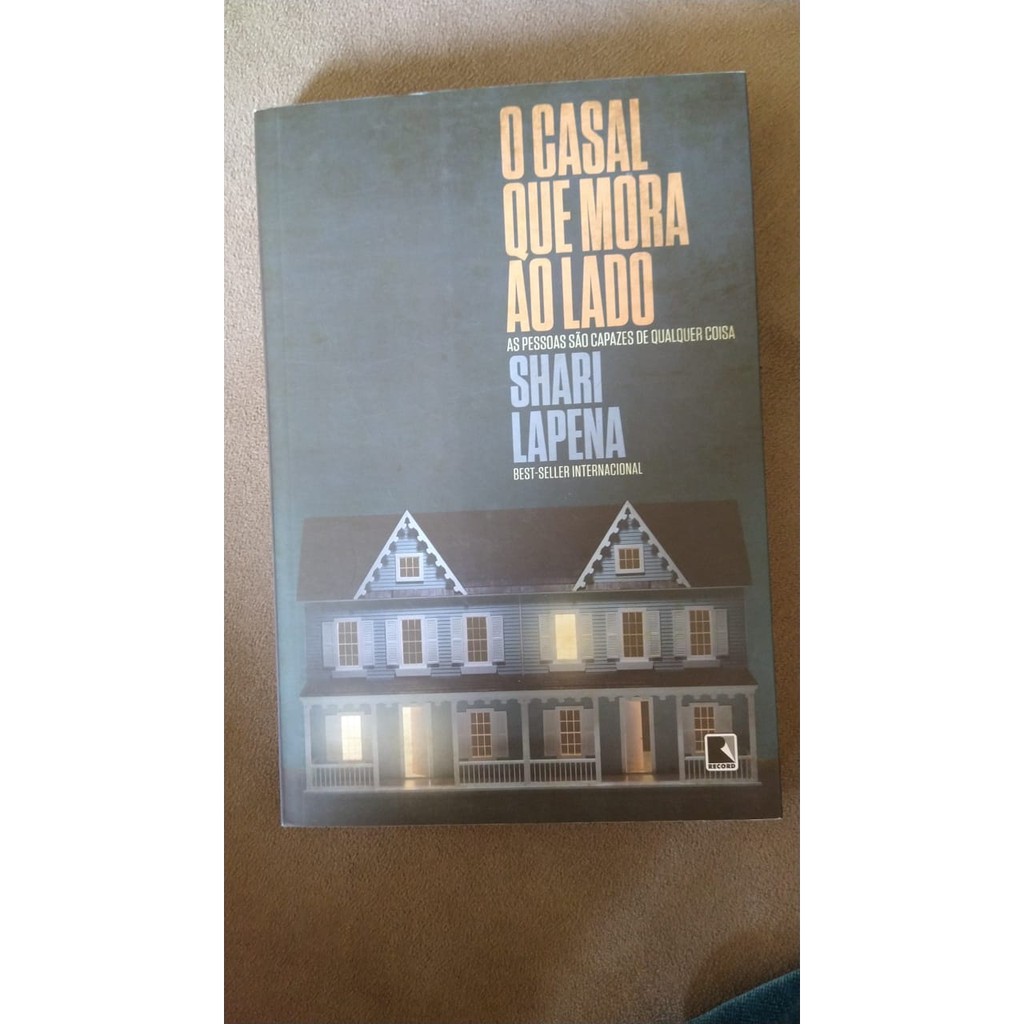 O CASAL
QUE MORA
AO LADO
AS PESSOAS SÃO CAPAZES DE QUALQUER COISA
SHARI
LAPENA
BEST-SELLER INTERNACIONAL
RECORD